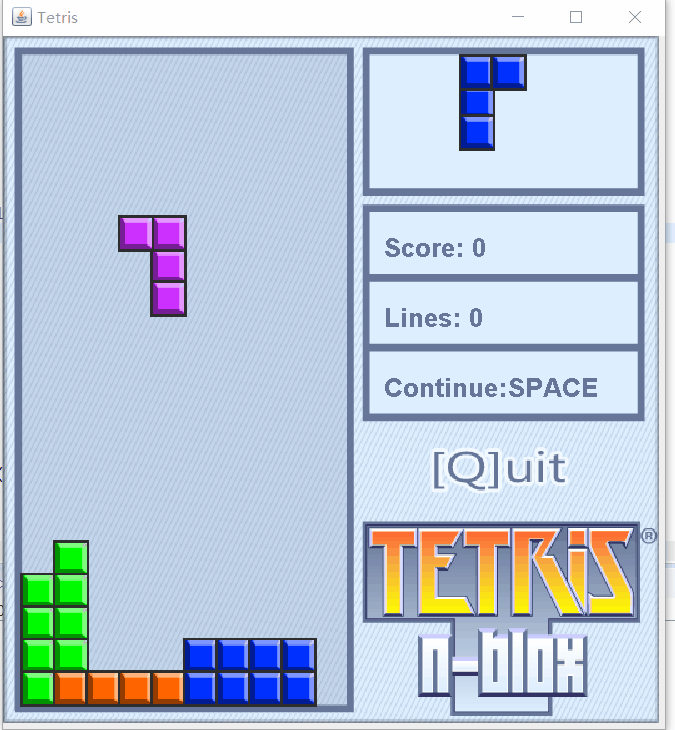 Tetris
Score: 0
Lines: 0
Continue:SPACE
[Q]uit
TETRIS®
n-blox